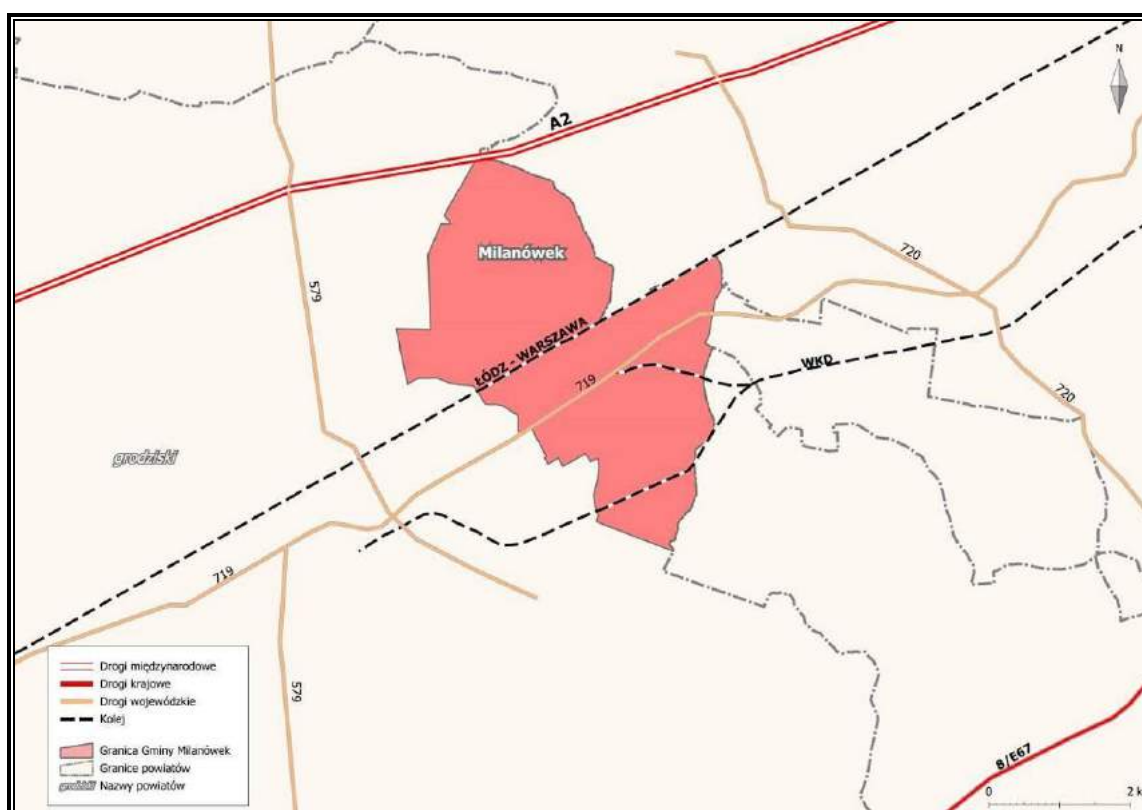 N
A2
Milanówek
579
720
ŁÓDZ - WARSZAWA
WKD
719
720
grodziski
719
579
Drogi międzynarodowe
Drogi krajowe
Drogi wojewódzkie
Kolej
Granica Gminy Milanówek
Granice powiatów
Nazwy powiatów
8/E67
0 2 k